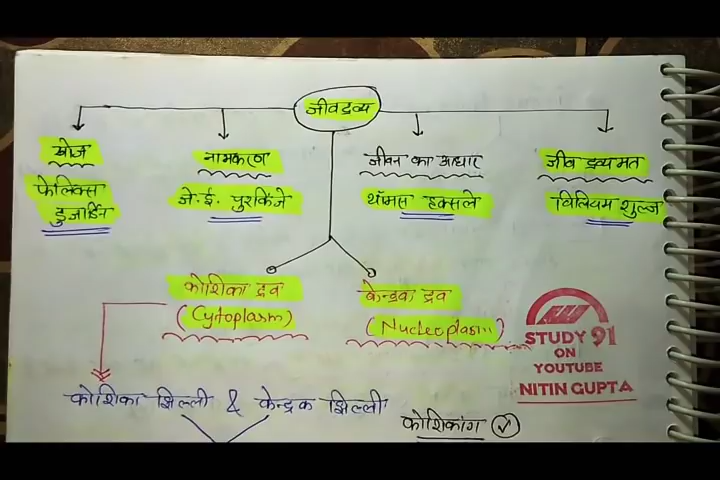 जीवद्रव्य
खोज
नामकरण
जीवन का आधार
जीव द्रव्यमत
फेलिक्स
डुजार्डिन
जे.ई. पुरकिंजे
थॉमस हक्सले
विलियम शुल्ज
कोशिका द्रव
(Cytoplasm)
केन्द्रक द्रव
(Nucleoplasm)
STUDY 91
ON
YOUTUBE
NITIN GUPTA
कोशिका झिल्ली & केन्द्रक झिल्ली
कोशिकांग